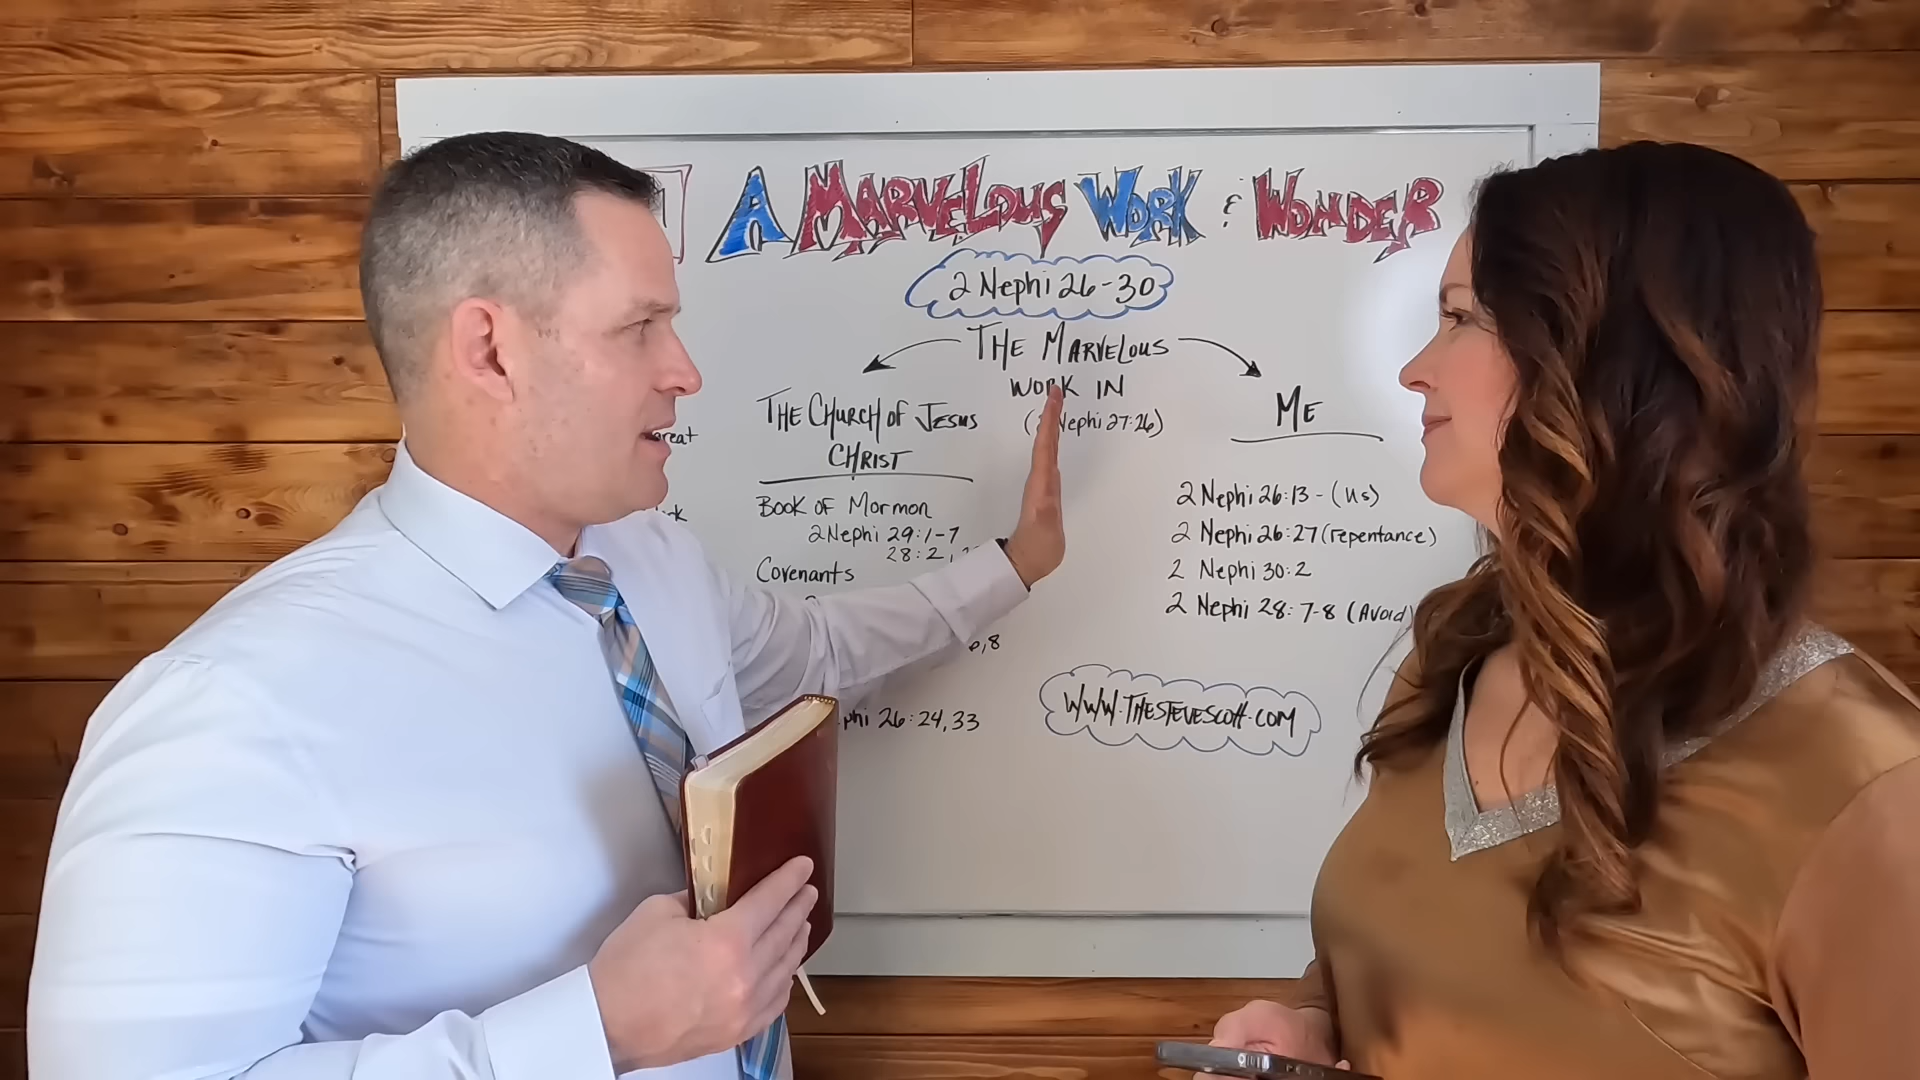 A MARVELOUS WORK & WONDER
2 Nephi 26-30
THE MARVELOUS
WORK IN
Nephi 27:26)
THE CHURCH OF JESUS
CHRIST
BOOK OF Mormon
2 Nephi 29:1-7
28:2,
Covenants
,8
phi 26:24,33
ME
2 Nephi 26:13 - (Us)
2 Nephi 26:27 (repentance)
2 Nephi 30:2
2 Nephi 28: 7-8 (Avoid)
WWW.THESTEVESCOTT.COM